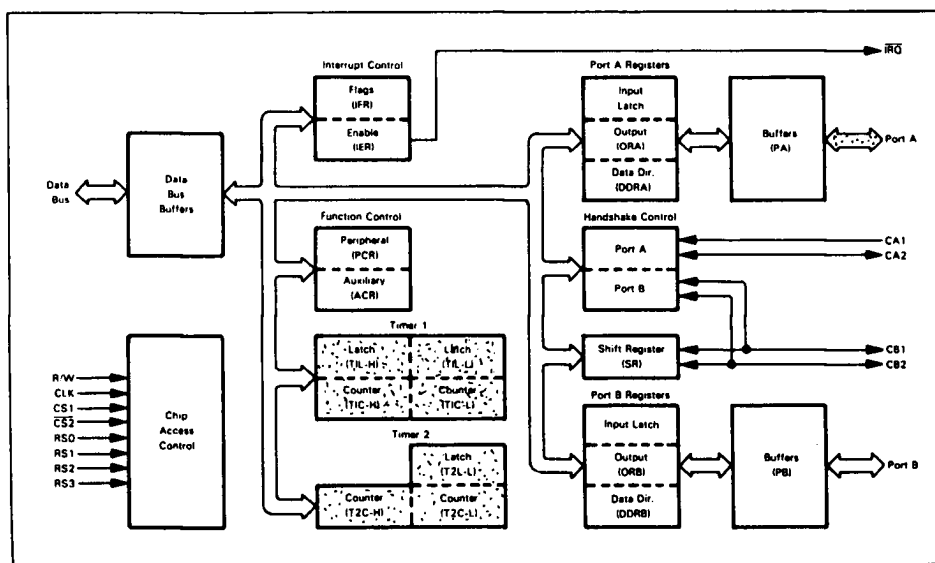 Interrupt Control
Flags
(IFR)
Enable
(IER)
IRQ
Port A Registers
Input
Latch
Output
(ORA)
Data Dir.
(DDRA)
Buffers
(PA)
Port A
Data
Bus
Data
Bus
Buffers
Function Control
Peripheral
(PCR)
Auxiliary
(ACR)
Handshake Control
Port A
Port B
CA1
CA2
Timer 1
Latch
(TIL-H)
Latch
(TIL-L)
Counter
(TIC-H)
Counter
(TIC-L)
Shift Register
(SR)
CB1
CB2
R/W
CLK
CS1
CS2
RS0
RS1
RS2
RS3
Chip
Access
Control
Timer 2
Latch
(T2L-L)
Counter
(T2C-H)
Counter
(T2C-L)
Port B Registers
Input Latch
Output
(ORB)
Data Dir.
(DDRB)
Buffers
(PB)
Port B